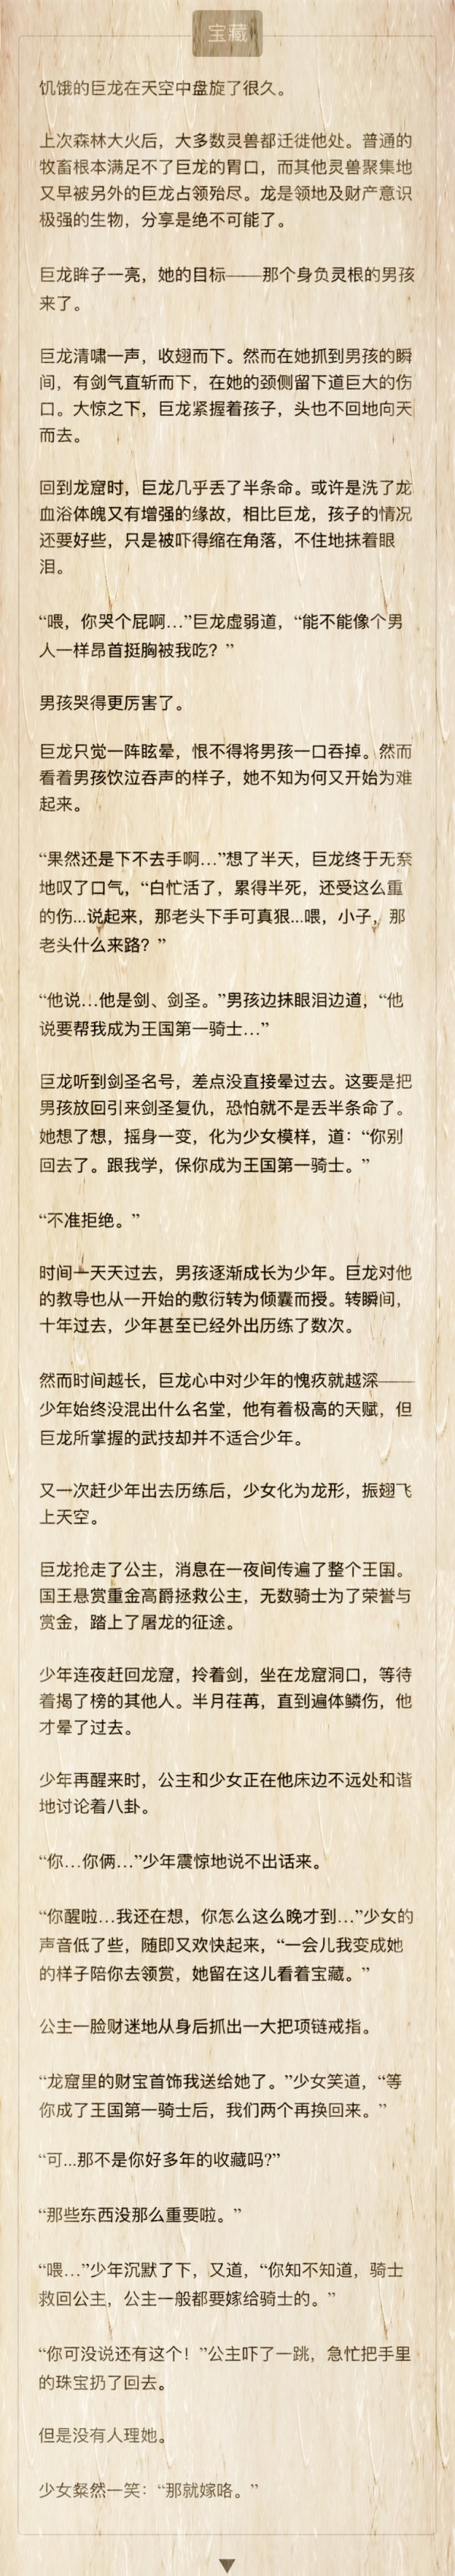 宝藏
饥饿的巨龙在天空中盘旋了很久。
上次森林大火后，大多数灵兽都迁徙他处。普通的
牧畜根本满足不了巨龙的胃口，而其他灵兽聚集地
又早被另外的巨龙占领殆尽。龙是领地及财产意识
极强的生物，分享是绝不可能了。
巨龙眸子一亮，她的目标——那个身负灵根的男孩
来了。
巨龙清啸一声，收翅而下。然而在她抓到男孩的瞬
间，有剑气直斩而下，在她的颈侧留下道巨大的伤
口。大惊之下，巨龙紧握着孩子，头也不回地向天
而去。
回到龙窟时，巨龙几乎丢了半条命。或许是洗了龙
血浴体魄又有增强的缘故，相比巨龙，孩子的情况
还要好些，只是被吓得缩在角落，不住地抹着眼
泪。
“喂，你哭个屁啊…”巨龙虚弱道，“能不能像个男
人一样昂首挺胸被我吃？”
男孩哭得更厉害了。
巨龙只觉一阵眩晕，恨不得将男孩一口吞掉。然而
看着男孩饮泣吞声的样子，她不知为何又开始为难
起来。
“果然还是下不去手啊…”想了半天，巨龙终于无奈
地叹了口气，“白忙活了，累得半死，还受这么重
的伤…说起来，那老头下手可真狠…喂，小子，那
老头什么来路？”
“他说…他是剑、剑圣。”男孩边抹眼泪边道，“他
说要帮我成为王国第一骑士…”
巨龙听到剑圣名号，差点没直接晕过去。这要是把
男孩放回引来剑圣复仇，恐怕就不是丢半条命了。
她想了想，摇身一变，化为少女模样，道：“你别
回去了。跟我学，保你成为王国第一骑士。”
“不准拒绝。”
时间一天天过去，男孩逐渐成长为少年。巨龙对他
的教导也从一开始的敷衍转为倾囊而授。转瞬间，
十年过去，少年甚至已经外出历练了数次。
然而时间越长，巨龙心中对少年的愧疚就越深——
少年始终没混出什么名堂，他有着极高的天赋，但
巨龙所掌握的武技却并不适合少年。
又一次赶少年出去历练后，少女化为龙形，振翅飞
上天空。
巨龙抢走了公主，消息在一夜间传遍了整个王国。
国王悬赏重金高爵拯救公主，无数骑士为了荣誉与
赏金，踏上了屠龙的征途。
少年连夜赶回龙窟，拎着剑，坐在龙窟洞口，等待
着揭了榜的其他人。半月荏苒，直到遍体鳞伤，他
才晕了过去。
少年再醒来时，公主和少女正在他床边不远处和谐
地讨论着八卦。
“你…你俩…”少年震惊地说不出话来。
“你醒啦…我还在想，你怎么这么晚才到…”少女的
声音低了些，随即又欢快起来，“一会儿我变成她
的样子陪你去领赏，她留在这儿看着宝藏。”
公主一脸财迷地从身后抓出一大把项链戒指。
“龙窟里的财宝首饰我送给她了。”少女笑道，“等
你成了王国第一骑士后，我们两个再换回来。”
“可…那不是你好多年的收藏吗?”
“那些东西没那么重要啦。”
“喂…”少年沉默了下，又道，“你知不知道，骑士
救回公主，公主一般都要嫁给骑士的。”
“你可没说还有这个！”公主吓了一跳，急忙把手里
的珠宝扔了回去。
但是没有人理她。
少女粲然一笑：“那就嫁咯。”